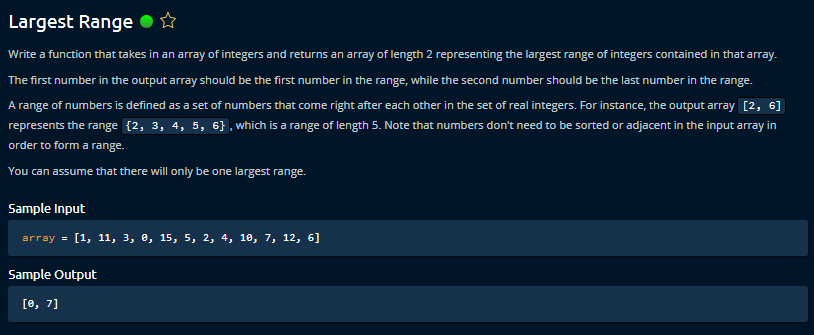 Largest Range
Write a function that takes in an array of integers and returns an array of length 2 representing the largest range of integers contained in that array.
The first number in the output array should be the first number in the range, while the second number should be the last number in the range.
A range of numbers is defined as a set of numbers that come right after each other in the set of real integers. For instance, the output array [2, 6]
represents the range {2, 3, 4, 5, 6}, which is a range of length 5. Note that numbers don't need to be sorted or adjacent in the input array in
order to form a range.
You can assume that there will only be one largest range.
Sample Input
array = [1, 11, 3, 0, 15, 5, 2, 4, 10, 7, 12, 6]
Sample Output
[0, 7]